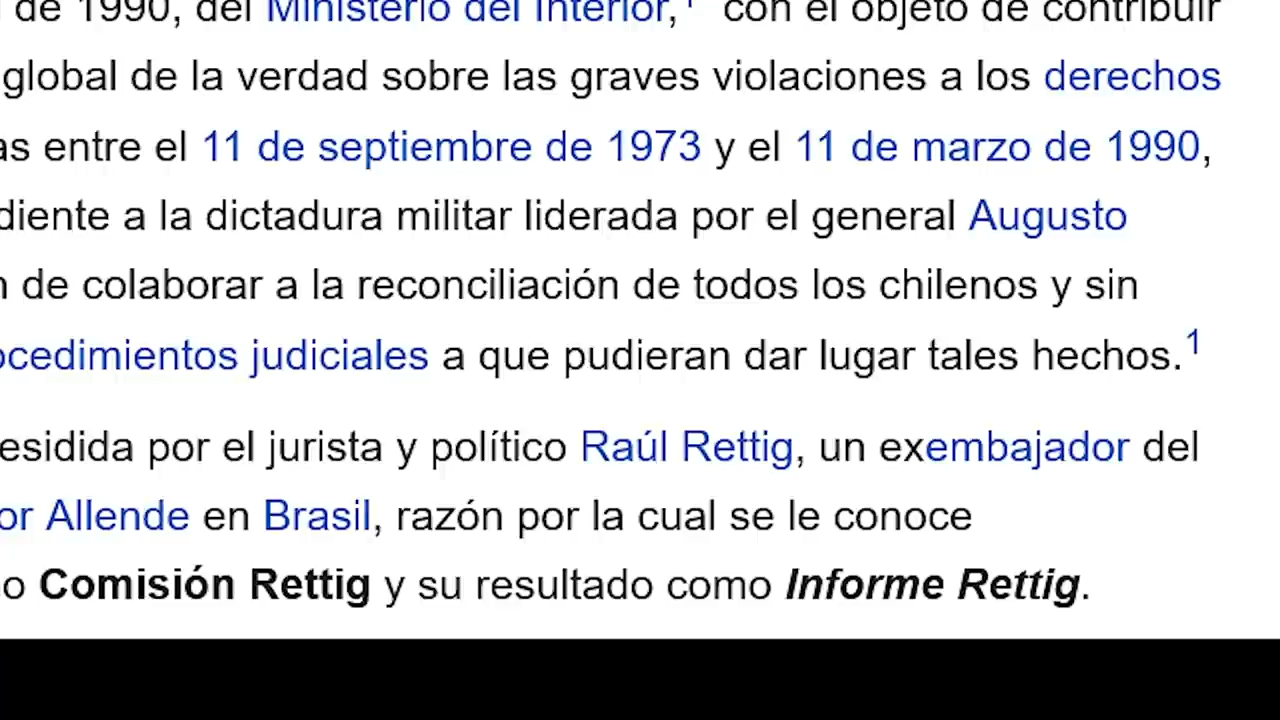 de 1990, del Ministerio del Interior,¹ con el objeto de contribuir
global de la verdad sobre las graves violaciones a los derechos
as entre el 11 de septiembre de 1973 y el 11 de marzo de 1990,
diente a la dictadura militar liderada por el general Augusto
n de colaborar a la reconciliación de todos los chilenos y sin
ocedimientos judiciales a que pudieran dar lugar tales hechos.¹
esidida por el jurista y político Raúl Rettig, un exembajador del
or Allende en Brasil, razón por la cual se le conoce
o Comisión Rettig y su resultado como Informe Rettig.